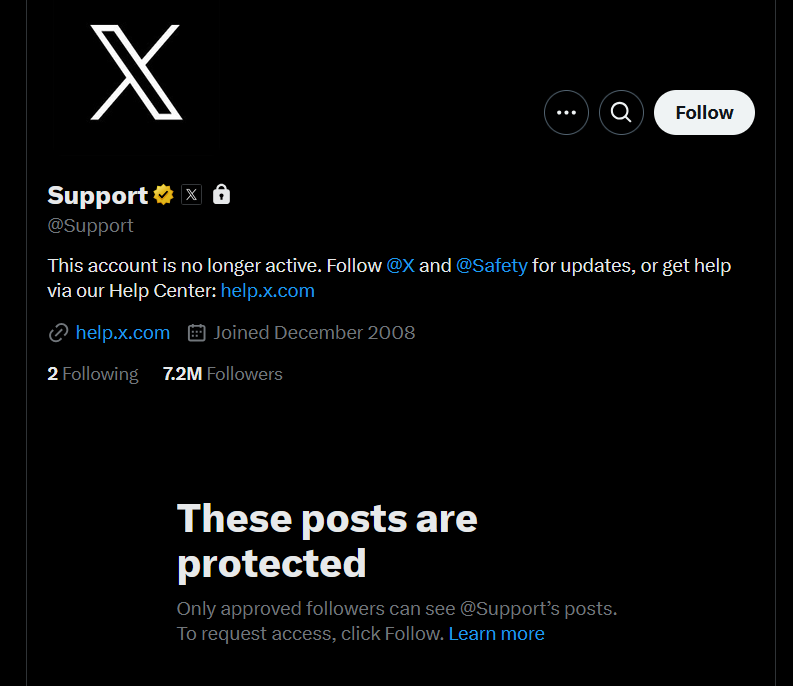 Follow
Support
@Support
This account is no longer active. Follow @X and @Safety for updates, or get help
via our Help Center: help.x.com
help.x.com Joined December 2008
2 Following 7.2M Followers
These posts are
protected
Only approved followers can see @Support’s posts.
To request access, click Follow. Learn more